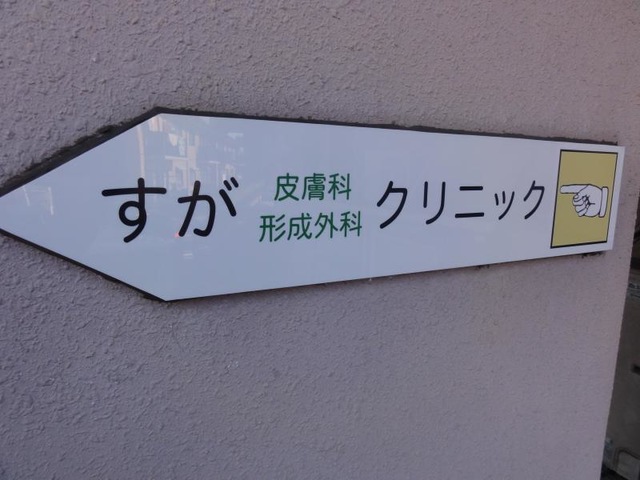 すが 皮膚科 クリニック
形成外科